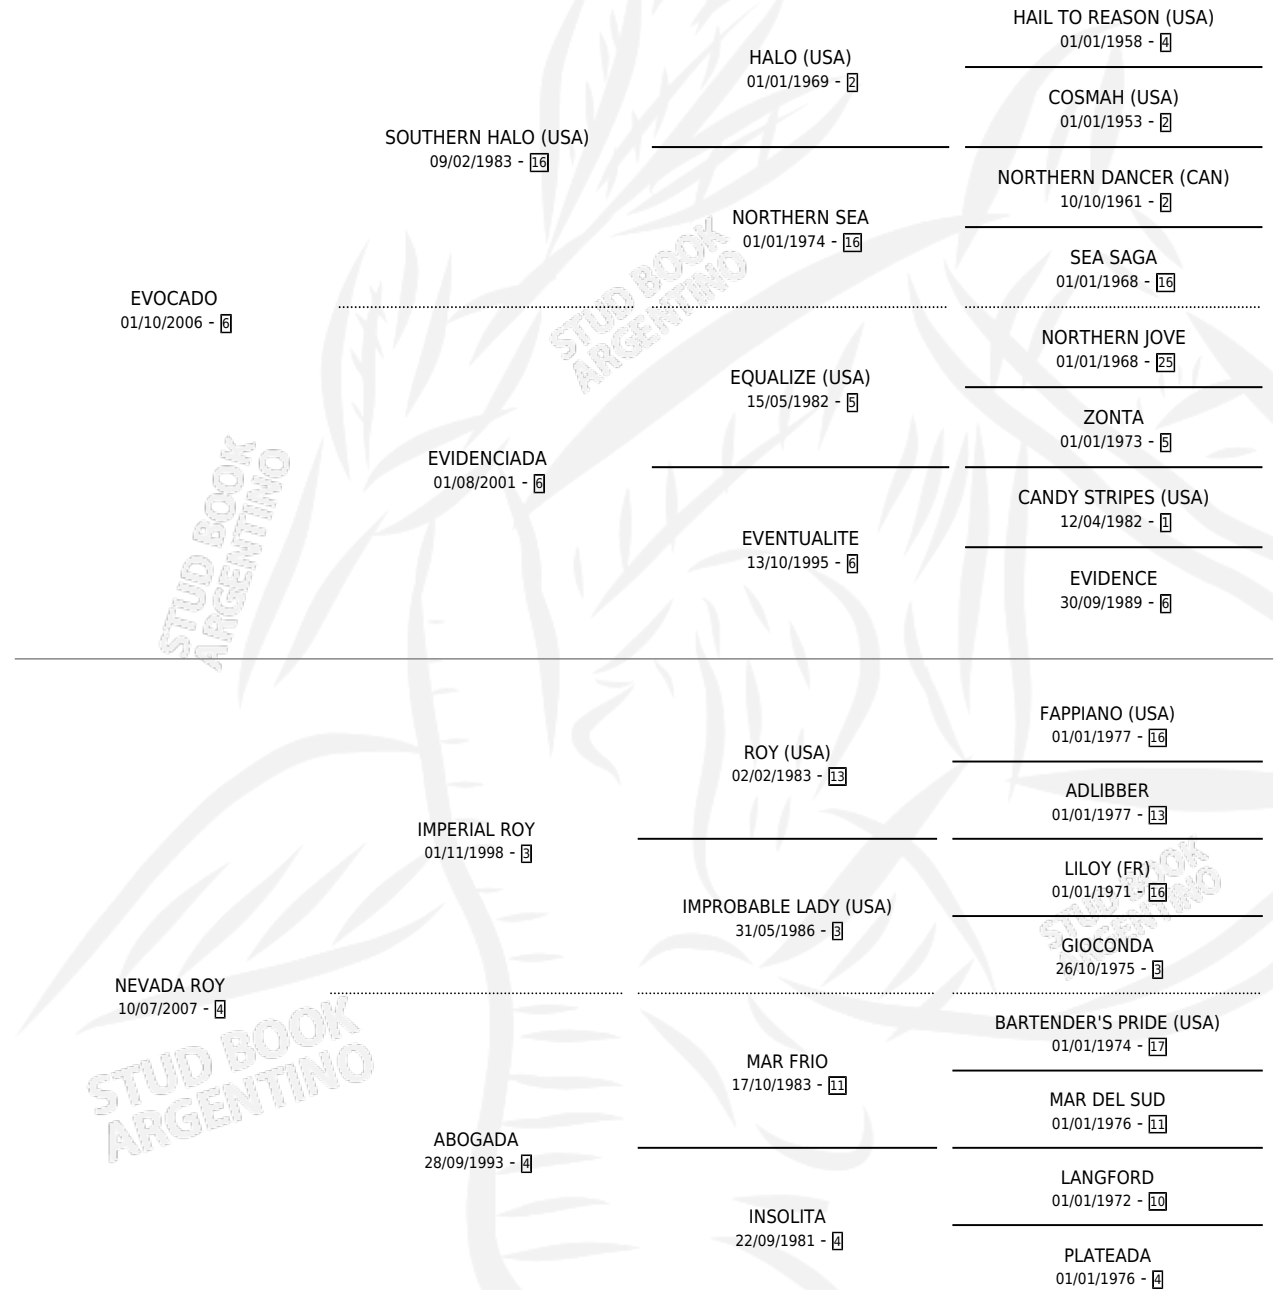 HAIL TO REASON (USA)
01/01/1958 - 4
HALO (USA)
01/01/1969 - 2
COSMAH (USA)
01/01/1953 - 2
SOUTHERN HALO (USA)
09/02/1983 - 16
NORTHERN DANCER (CAN)
10/10/1961 - 2
NORTHERN SEA
01/01/1974 - 16
SEA SAGA
01/01/1968 - 16
EVOCADO
01/10/2006 - 6
STUD BOOK
ARGENTINO
NORTHERN JOVE
01/01/1968 - 25
EQUALIZE (USA)
15/05/1982 - 5
ZONTA
01/01/1973 - 5
EVIDENCIADA
01/08/2001 - 6
CANDY STRIPES (USA)
12/04/1982 - 1
EVENTUALITE
13/10/1995 - 6
EVIDENCE
30/09/1989 - 6
STUD BOOK
ARGENTINO
FAPPIANO (USA)
01/01/1977 - 16
ROY (USA)
02/02/1983 - 13
ADLIBBER
01/01/1977 - 13
IMPERIAL ROY
01/11/1998 - 3
LILOY (FR)
01/01/1971 - 16
IMPROBABLE LADY (USA)
31/05/1986 - 3
STUD BOOK
ARGENTINO
GIOCONDA
26/10/1975 - 3
NEVADA ROY
10/07/2007 - 4
STUD BOOK
ARGENTINO
BARTENDER'S PRIDE (USA)
01/01/1974 - 17
MAR FRIO
17/10/1983 - 11
MAR DEL SUD
01/01/1976 - 11
ABOGADA
28/09/1993 - 4
LANGFORD
01/01/1972 - 10
INSOLITA
22/09/1981 - 4
PLATEADA
01/01/1976 - 4